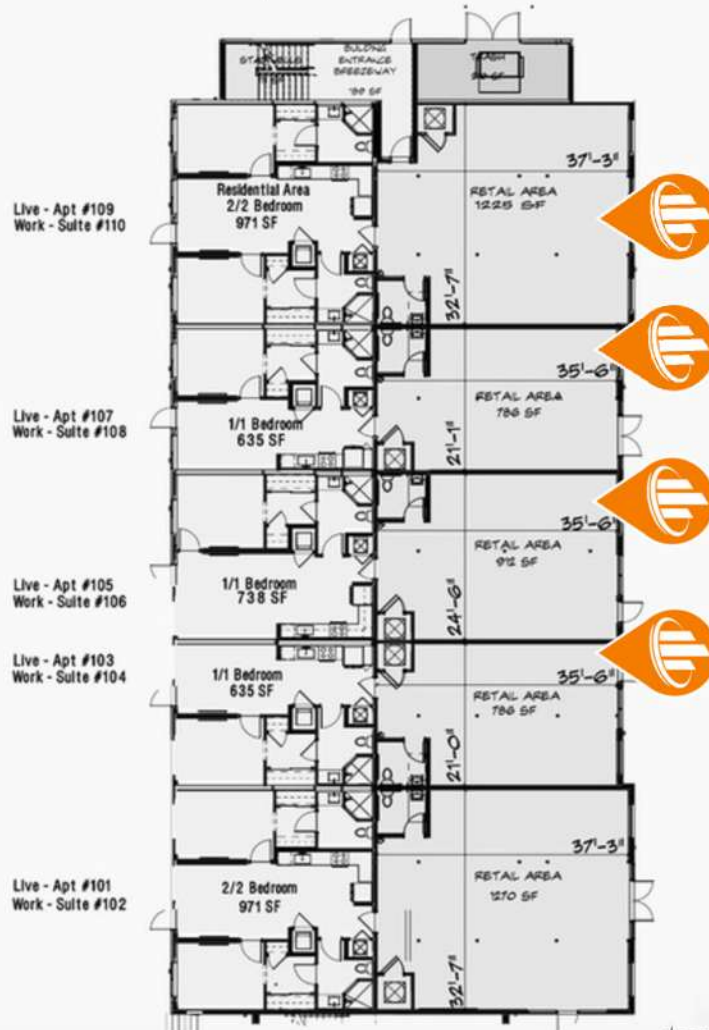 BUILDING
ENTRANCE
BREEZEWAY
TRASH
37'-3"
Residential Area
2/2 Bedroom
971 SF
RETAIL AREA
1225 SF
Live - Apt #109
Work - Suite #110
32'-7"
35'-6"
RETAIL AREA
786 SF
Live - Apt #107
Work - Suite #108
1/1 Bedroom
635 SF
21'-1"
35'-6"
RETAIL AREA
912 SF
Live - Apt #105
Work - Suite #106
1/1 Bedroom
738 SF
24'-6"
Live - Apt #103
Work - Suite #104
1/1 Bedroom
635 SF
35'-6"
RETAIL AREA
786 SF
21'-0"
37'-3"
Live - Apt #101
Work - Suite #102
2/2 Bedroom
971 SF
RETAIL AREA
1270 SF
32'-7"